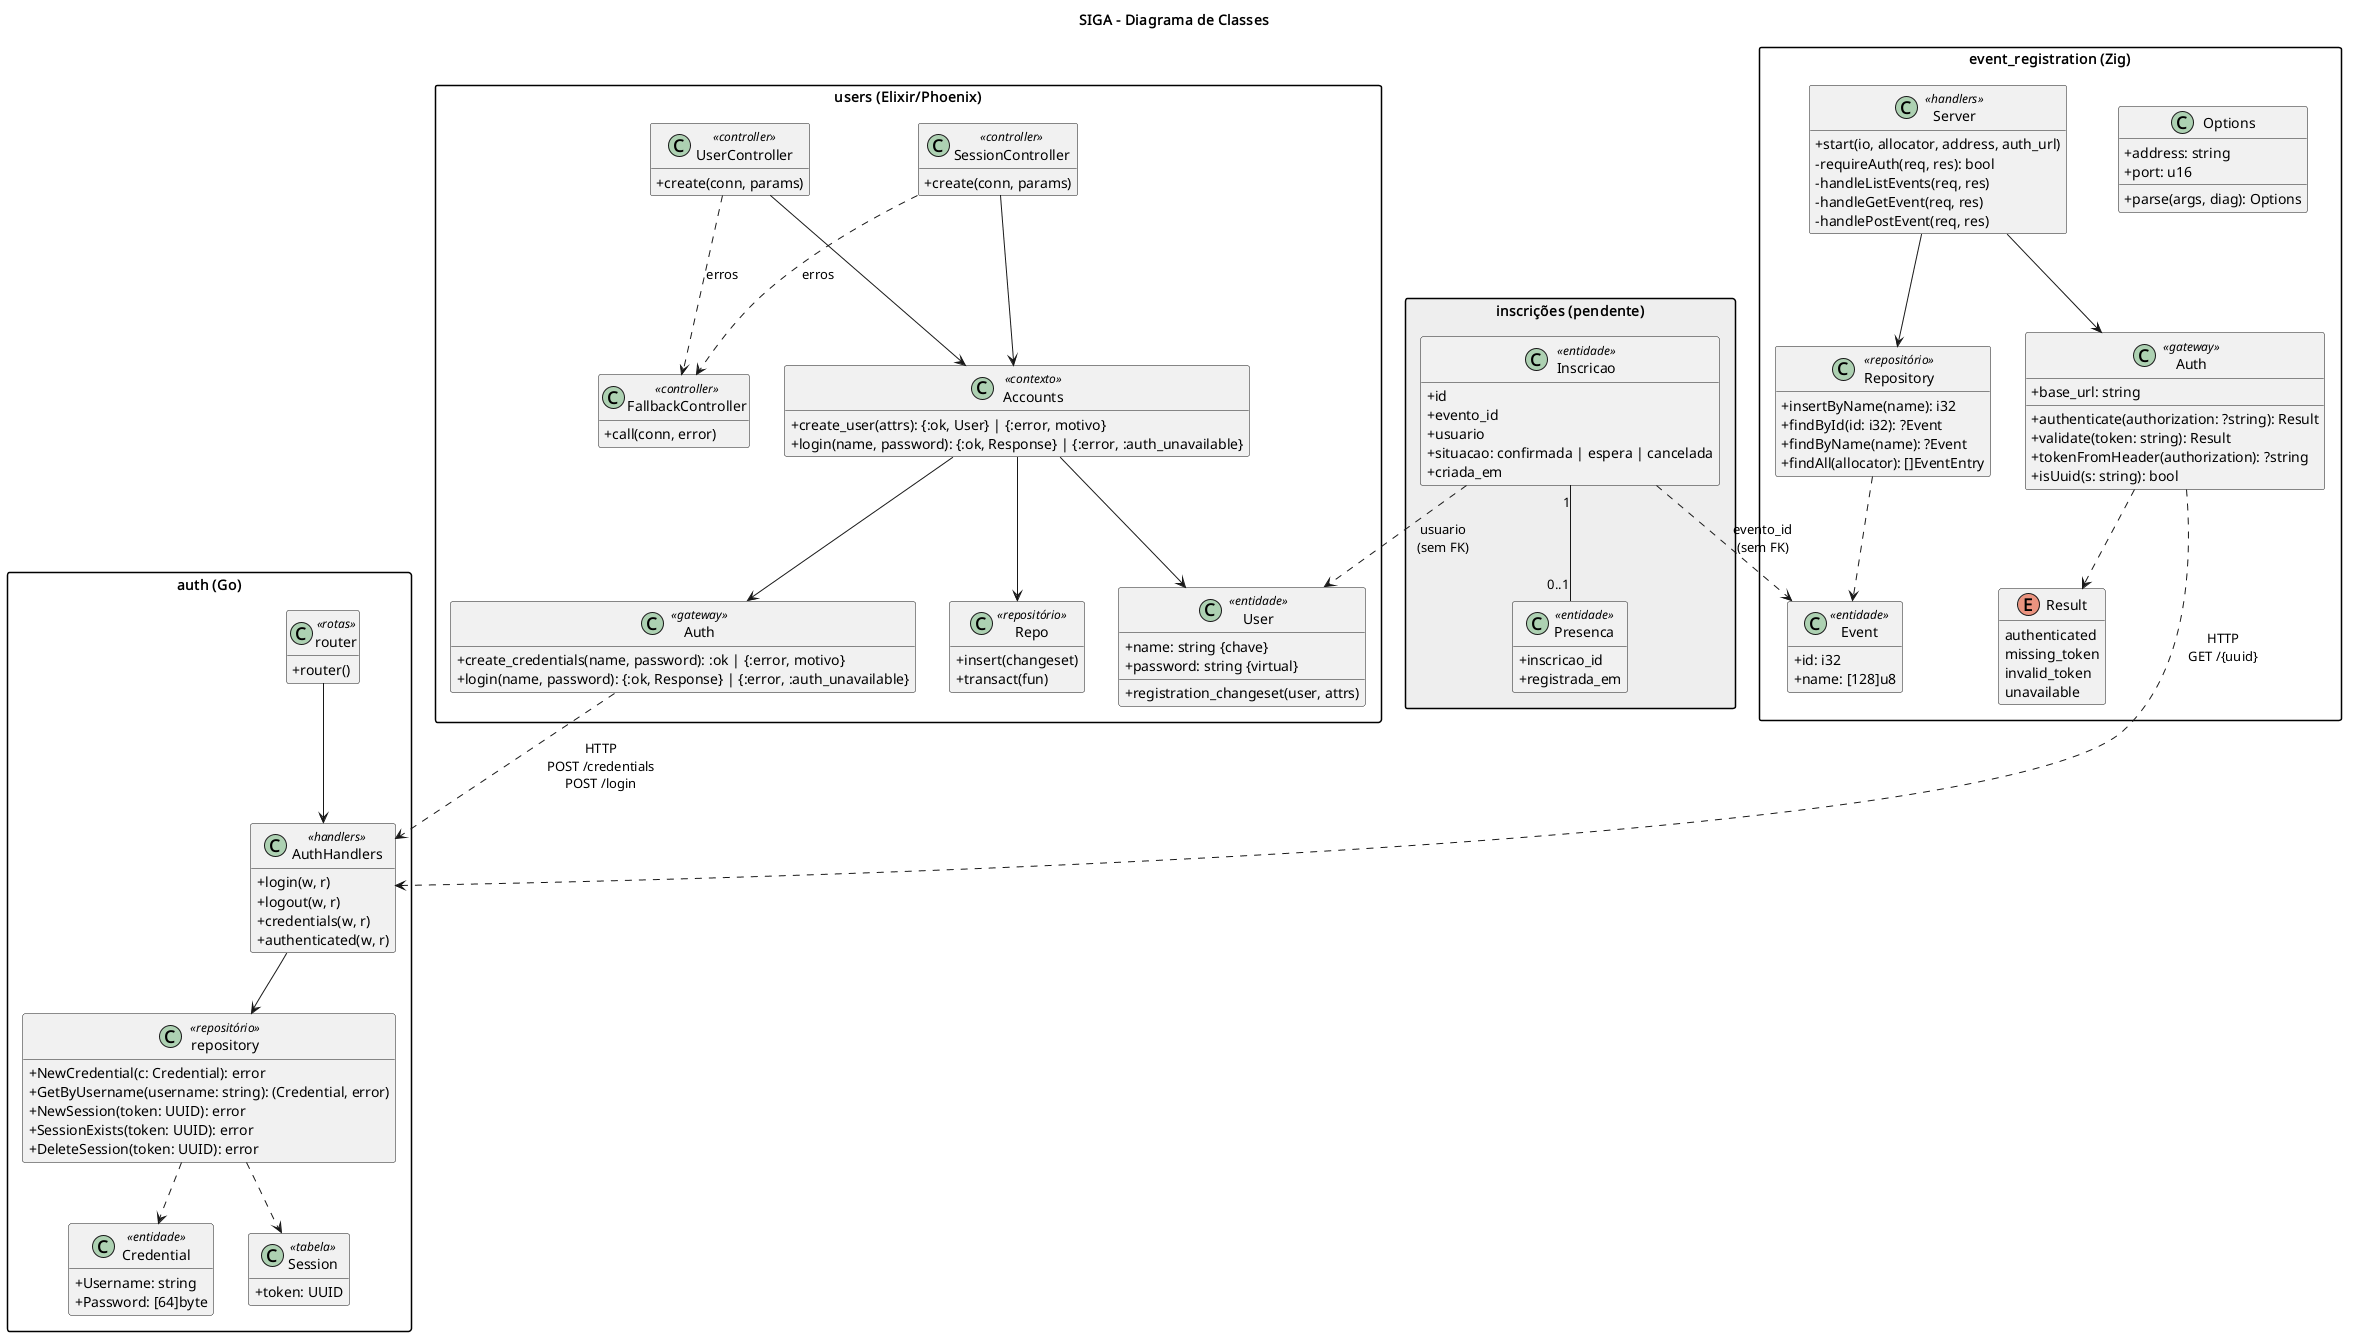 SIGA - Diagrama de Classes
users (Elixir/Phoenix)
«controller»
UserController
+create(conn, params)
«controller»
SessionController
+create(conn, params)
erros
erros
«controller»
FallbackController
+call(conn, error)
«contexto»
Accounts
+create_user(attrs): {:ok, User} | {:error, motivo}
+login(name, password): {:ok, Response} | {:error, :auth_unavailable}
«gateway»
Auth
+create_credentials(name, password): :ok | {:error, motivo}
+login(name, password): {:ok, Response} | {:error, :auth_unavailable}
«repositório»
Repo
+insert(changeset)
+transact(fun)
«entidade»
User
+name: string {chave}
+password: string {virtual}
+registration_changeset(user, attrs)
inscrições (pendente)
«entidade»
Inscricao
+id
+evento_id
+usuario
+situacao: confirmada | espera | cancelada
+criada_em
usuario
(sem FK)
1
0..1
evento_id
(sem FK)
«entidade»
Presenca
+inscricao_id
+registrada_em
event_registration (Zig)
«handlers»
Server
+start(io, allocator, address, auth_url)
-requireAuth(req, res): bool
-handleListEvents(req, res)
-handleGetEvent(req, res)
-handlePostEvent(req, res)
Options
+address: string
+port: u16
+parse(args, diag): Options
«repositório»
Repository
+insertByName(name): i32
+findById(id: i32): ?Event
+findByName(name): ?Event
+findAll(allocator): []EventEntry
«gateway»
Auth
+base_url: string
+authenticate(authorization: ?string): Result
+validate(token: string): Result
+tokenFromHeader(authorization): ?string
+isUuid(s: string): bool
«entidade»
Event
+id: i32
+name: [128]u8
Result
authenticated
missing_token
invalid_token
unavailable
HTTP
GET /{uuid}
auth (Go)
«rotas»
router
+router()
HTTP
POST /credentials
POST /login
«handlers»
AuthHandlers
+login(w, r)
+logout(w, r)
+credentials(w, r)
+authenticated(w, r)
«repositório»
repository
+NewCredential(c: Credential): error
+GetByUsername(username: string): (Credential, error)
+NewSession(token: UUID): error
+SessionExists(token: UUID): error
+DeleteSession(token: UUID): error
«entidade»
Credential
+Username: string
+Password: [64]byte
«tabela»
Session
+token: UUID